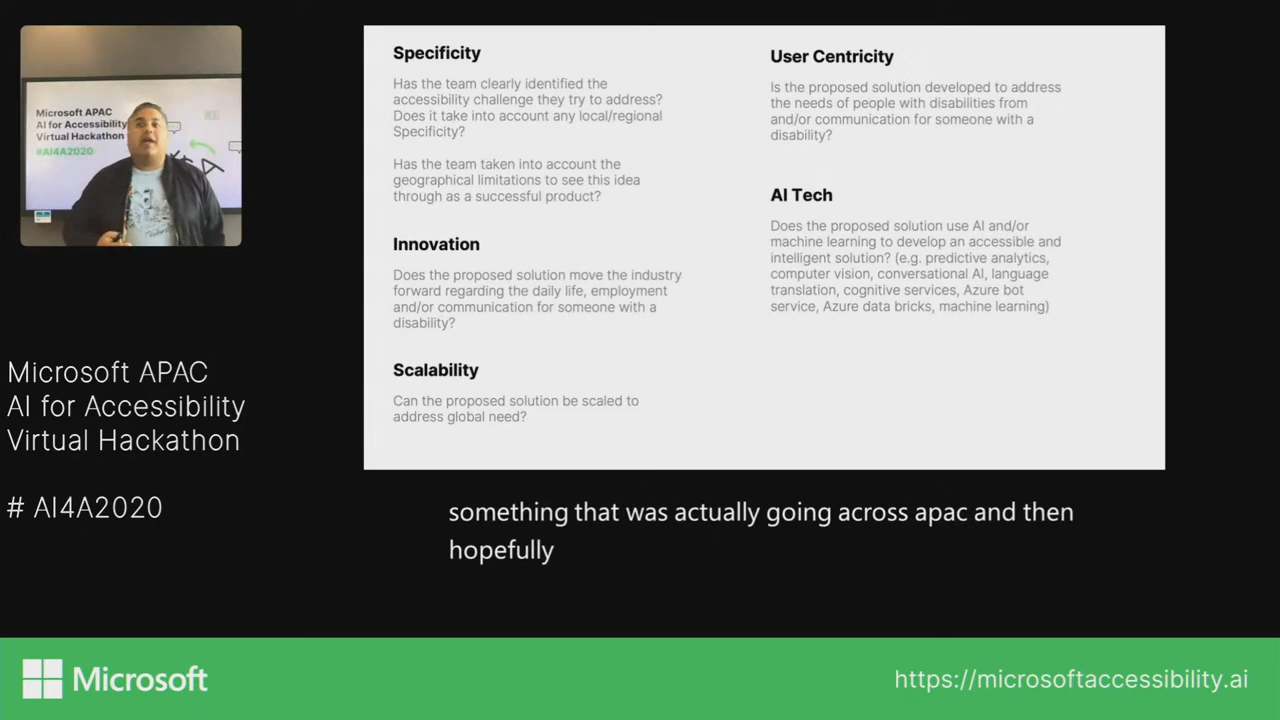 Microsoft APAC
AI for Accessibility
Virtual Hackathon
#AI4A2020
Microsoft APAC
AI for Accessibility
Virtual Hackathon
# AI4A2020
Specificity
Has the team clearly identified the
accessibility challenge they try to address?
Does it take into account any local/regional
Specificity?
Has the team taken into account the
geographical limitations to see this idea
through as a successful product?
Innovation
Does the proposed solution move the industry
forward regarding the daily life, employment
and/or communication for someone with a
disability?
Scalability
Can the proposed solution be scaled to
address global need?
User Centricity
Is the proposed solution developed to address
the needs of people with disabilities from
and/or communication for someone with a
disability?
AI Tech
Does the proposed solution use AI and/or
machine learning to develop an accessible and
intelligent solution? (e.g. predictive analytics,
computer vision, conversational AI, language
translation, cognitive services, Azure bot
service, Azure data bricks, machine learning)
something that was actually going across apac and then
hopefully
Microsoft
https://microsoftaccessibility.ai